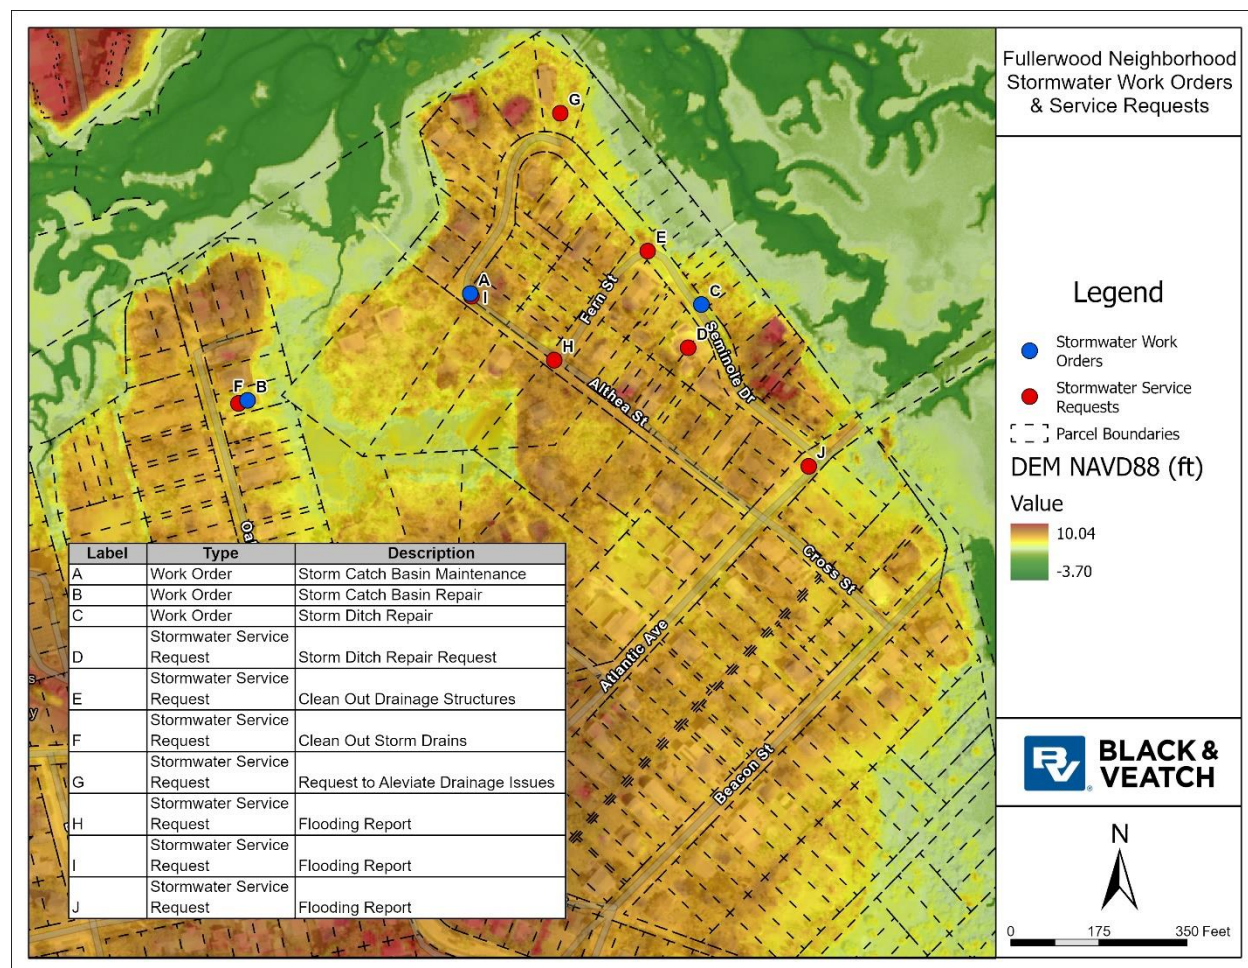 Fullerwood Neighborhood
Stormwater Work Orders
& Service Requests
G
E
A
I
C
Fern St
D
H
Seminole Dr
F
B
Althea St
J
Cross St
Atlantic Ave
Beacon St
Legend
Stormwater Work
Orders
Stormwater Service
Requests
Parcel Boundaries
DEM NAVD88 (ft)
Value
10.04
-3.70
Label Type Description
A Work Order Storm Catch Basin Maintenance
B Work Order Storm Catch Basin Repair
C Work Order Storm Ditch Repair
Stormwater Service
D Request Storm Ditch Repair Request
Stormwater Service
E Request Clean Out Drainage Structures
Stormwater Service
F Request Clean Out Storm Drains
Stormwater Service
G Request Request to Aleviate Drainage Issues
Stormwater Service
H Request Flooding Report
Stormwater Service
I Request Flooding Report
Stormwater Service
J Request Flooding Report
BV
®
BLACK &
VEATCH
N
0 175 350 Feet